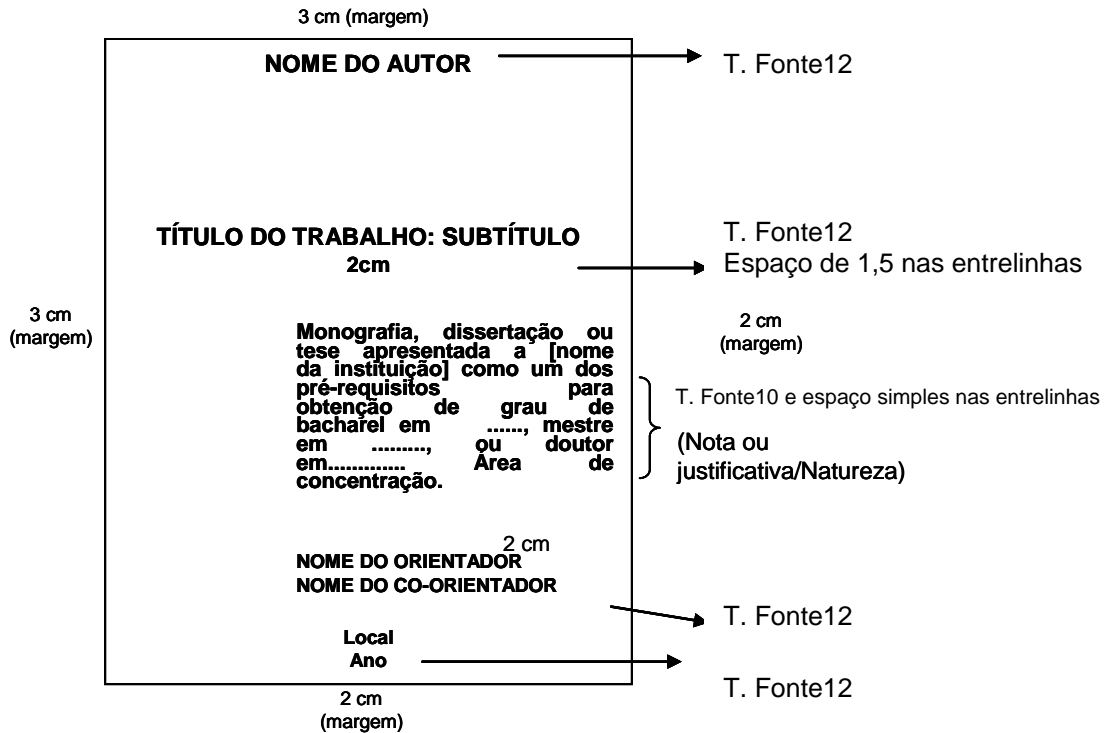 3 cm (margem)
NOME DO AUTOR
T. Fonte12
TÍTULO DO TRABALHO: SUBTÍTULO
2cm
T. Fonte12
Espaço de 1,5 nas entrelinhas
3 cm
(margem)
2 cm
(margem)
Monografia, dissertação ou
tese apresentada a [nome
da instituição] como um dos
pré-requisitos para
obtenção de grau de
bacharel em ......., mestre
em ........., ou doutor
em............. Área de
concentração.
T. Fonte10 e espaço simples nas entrelinhas
(Nota ou
justificativa/Natureza)
2 cm
NOME DO ORIENTADOR
NOME DO CO-ORIENTADOR
T. Fonte12
Local
Ano
T. Fonte12
2 cm
(margem)